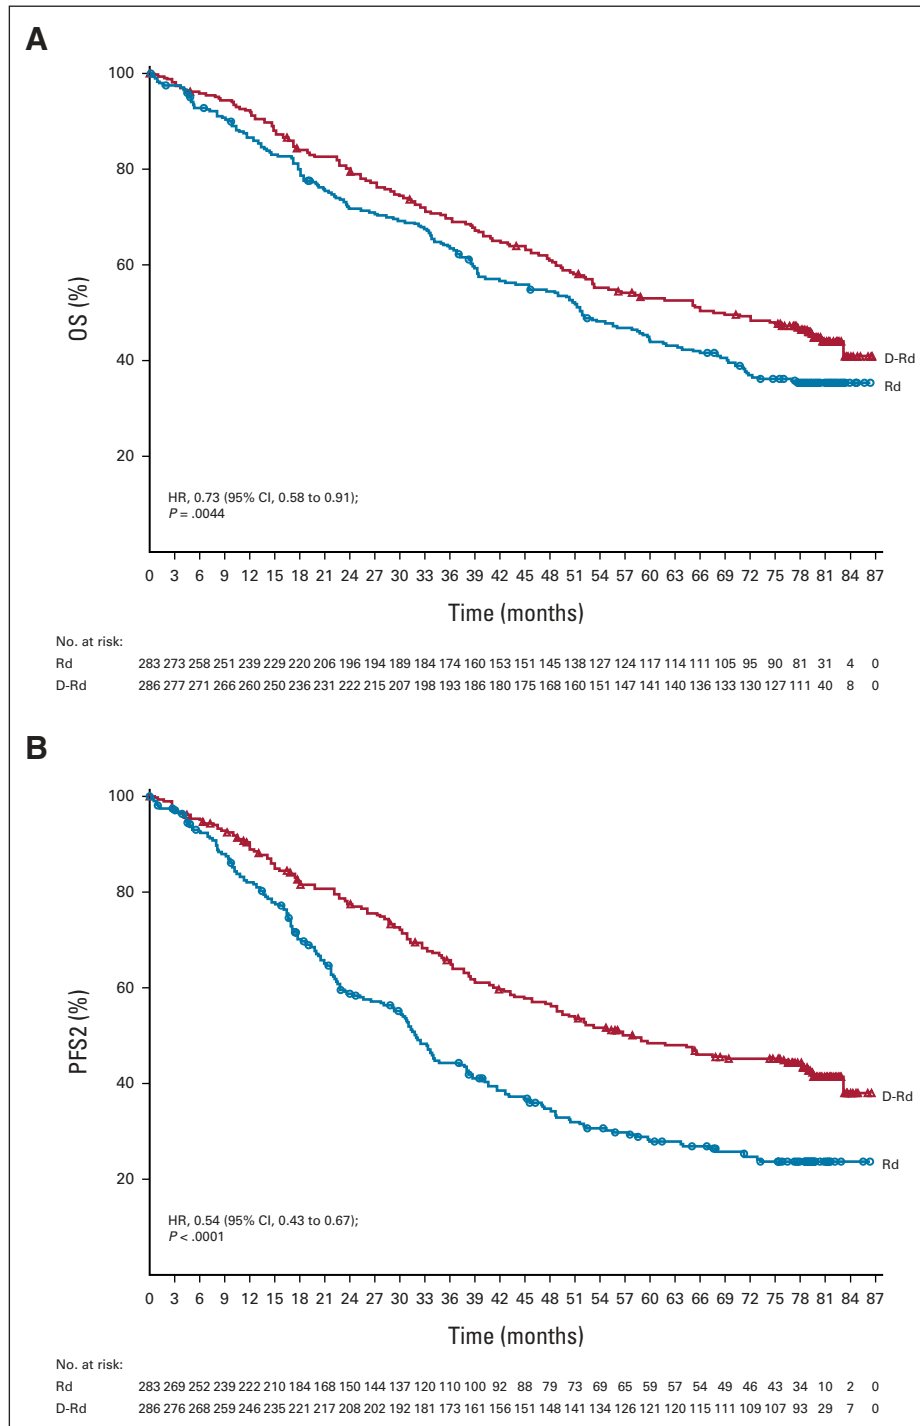 A
100
80
60
40
20
OS (%)
D-Rd
Rd
HR, 0.73 (95% CI, 0.58 to 0.91);
P = .0044
0 3 6 9 12 15 18 21 24 27 30 33 36 39 42 45 48 51 54 57 60 63 66 69 72 75 78 81 84 87
Time (months)
No. at risk:
Rd 283 273 258 251 239 229 220 206 196 194 189 184 174 160 153 151 145 138 127 124 117 114 111 105 95 90 81 31 4 0
D-Rd 286 277 271 266 260 250 236 231 222 215 207 198 193 186 180 175 168 160 151 147 141 140 136 133 130 127 111 40 8 0
B
100
80
60
40
20
PFS2 (%)
D-Rd
Rd
HR, 0.54 (95% CI, 0.43 to 0.67);
P < .0001
0 3 6 9 12 15 18 21 24 27 30 33 36 39 42 45 48 51 54 57 60 63 66 69 72 75 78 81 84 87
Time (months)
No. at risk:
Rd 283 269 252 239 222 210 184 168 150 144 137 120 110 100 92 88 79 73 69 65 59 57 54 49 46 43 34 10 2 0
D-Rd 286 276 268 259 246 235 221 217 208 202 192 181 173 161 156 151 148 141 134 126 121 120 115 111 109 107 93 29 7 0